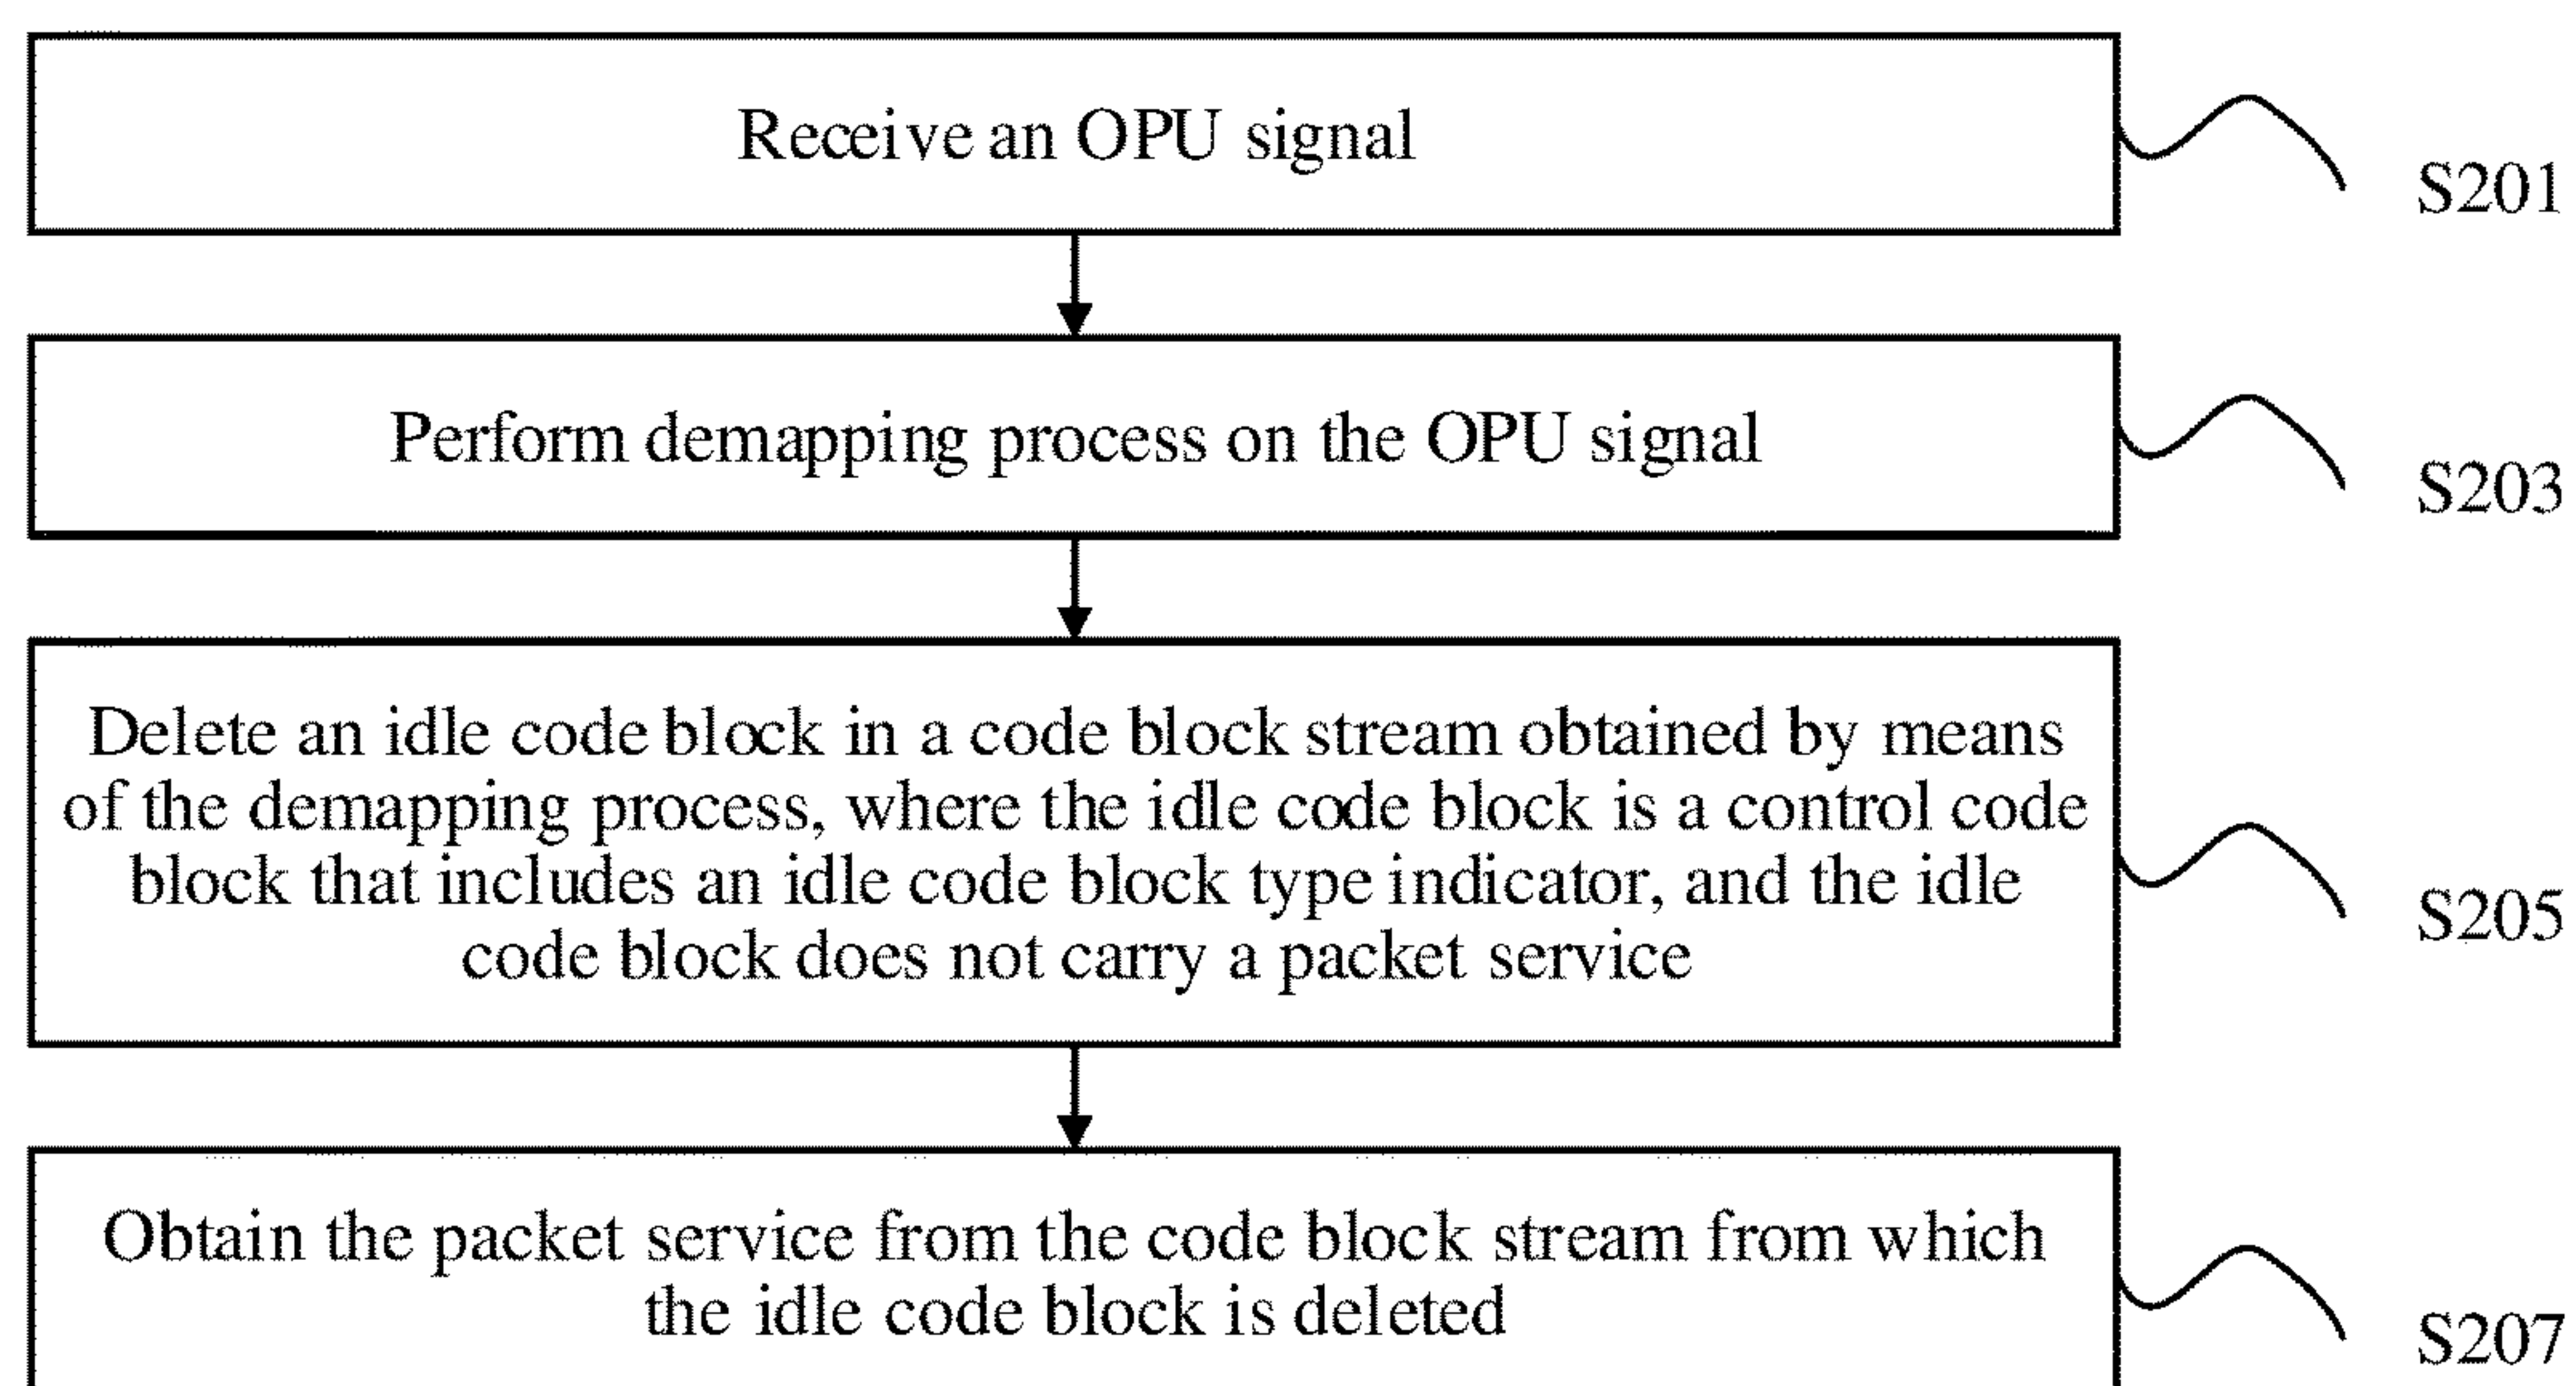 Receive an OPU signal
S201
Perform demapping process on the OPU signal
S203
Delete an idle code block in a code block stream obtained by means
of the demapping process, where the idle code block is a control code
block that includes an idle code block type indicator, and the idle
code block does not carry a packet service
S205
Obtain the packet service from the code block stream from which
the idle code block is deleted
S207